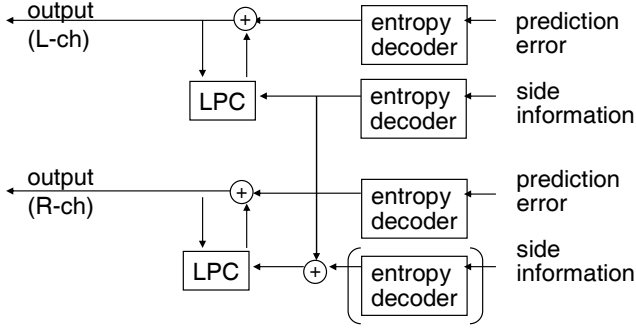 output
(L-ch)
+
entropy
decoder
prediction
error
LPC
entropy
decoder
side
information
output
(R-ch)
+
entropy
decoder
prediction
error
LPC
+
entropy
decoder
side
information